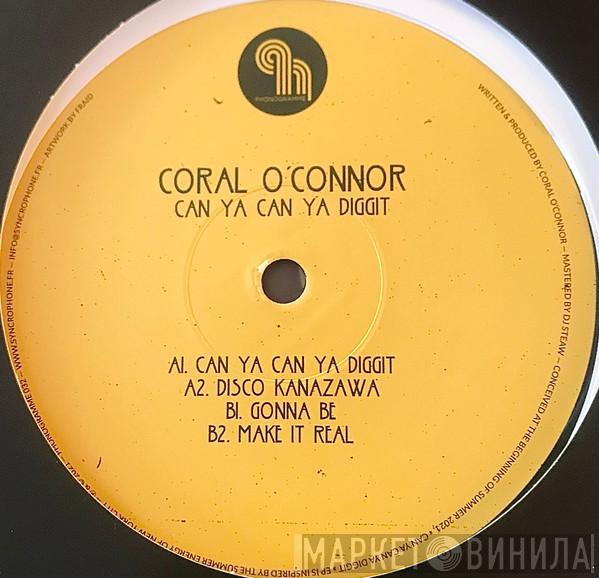 PHONOGRAMME
CORAL O'CONNOR
CAN YA CAN YA DIGGIT
A1. CAN YA CAN YA DIGGIT
A2. DISCO KANAZAWA
B1. GONNA BE
B2. MAKE IT REAL
WRITTEN & PRODUCED BY CORAL O'CONNOR – MASTERED BY DJ STEAW – CONCEIVED AT THE BEGINNING OF SUMMER 2021, « CAN YA CAN YA DIGGIT » EP IS INSPIRED BY THE SUMMER ENERGY OF NEW YORK CITY
PHONOGRAMME032 – WWW.SYNCROPHONE.FR – INFO@SYNCROPHONE.FR – ARTWORK BY FRAID
МАРКЕТ ВИНИЛА